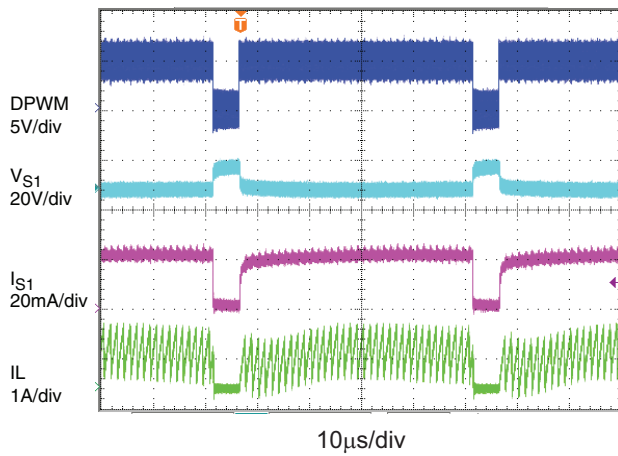 T
DPWM
5V/div
VS1
20V/div
IS1
20mA/div
IL
1A/div
10μs/div